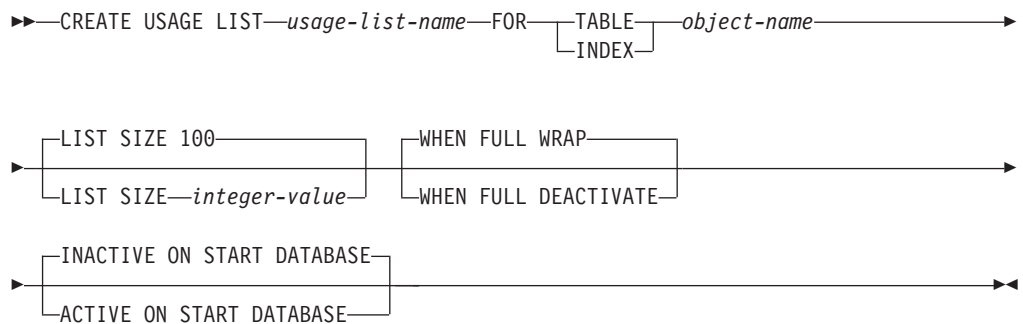 CREATE USAGE LIST usage-list-name FOR TABLE object-name
INDEX
LIST SIZE 100 WHEN FULL WRAP
LIST SIZE integer-value WHEN FULL DEACTIVATE
INACTIVE ON START DATABASE
ACTIVE ON START DATABASE